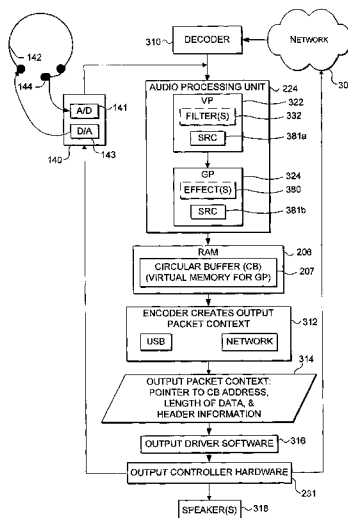 142
144
A/D
141
D/A
143
140
310
DECODER
NETWORK
30
AUDIO PROCESSING UNIT
224
VP
322
FILTER(S)
332
SRC
381a
GP
324
EFFECT(S)
380
SRC
381b
RAM
206
CIRCULAR BUFFER (CB)
(VIRTUAL MEMORY FOR GP)
207
ENCODER CREATES OUTPUT
PACKET CONTEXT
312
USB
NETWORK
314
OUTPUT PACKET CONTEXT:
POINTER TO CB ADDRESS,
LENGTH OF DATA, &
HEADER INFORMATION
OUTPUT DRIVER SOFTWARE
316
OUTPUT CONTROLLER HARDWARE
231
SPEAKER(S)
318